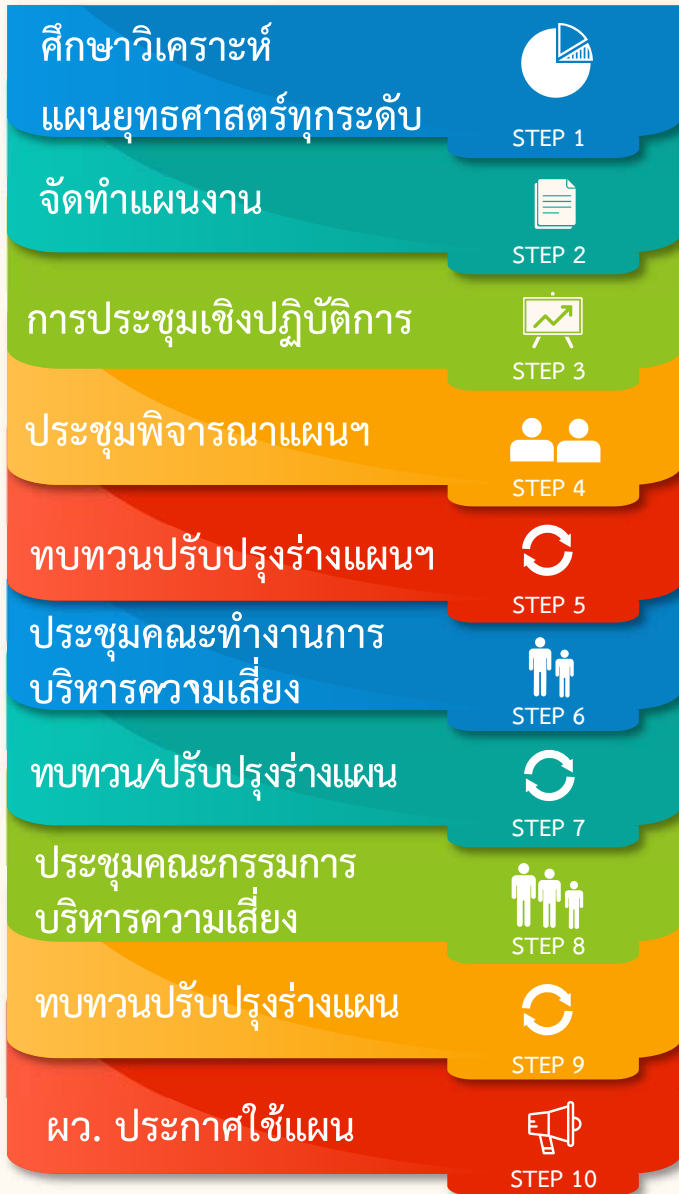 ศึกษาวิเคราะห์
แผนยุทธศาสตร์ทุกระดับ
STEP 1
จัดทำแผนงาน
STEP 2
การประชุมเชิงปฏิบัติการ
STEP 3
ประชุมพิจารณาแผนฯ
STEP 4
ทบทวนปรับปรุงร่างแผนฯ
STEP 5
ประชุมคณะทำงานการ
บริหารความเสี่ยง
STEP 6
ทบทวน/ปรับปรุงร่างแผน
STEP 7
ประชุมคณะกรรมการ
บริหารความเสี่ยง
STEP 8
ทบทวนปรับปรุงร่างแผน
STEP 9
ผว. ประกาศใช้แผน
STEP 10